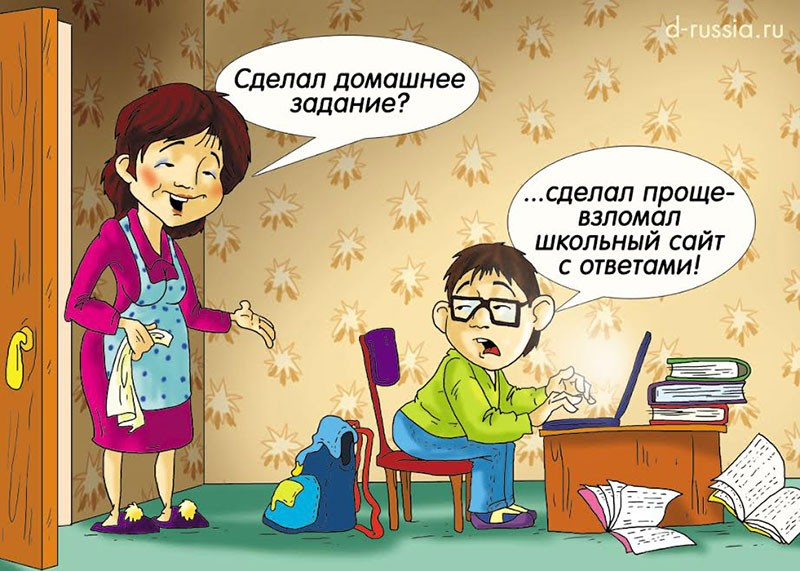 d-russia.ru
Сделал домашнее
задание?
...сделал проще-
взломал
школьный сайт
с ответами!